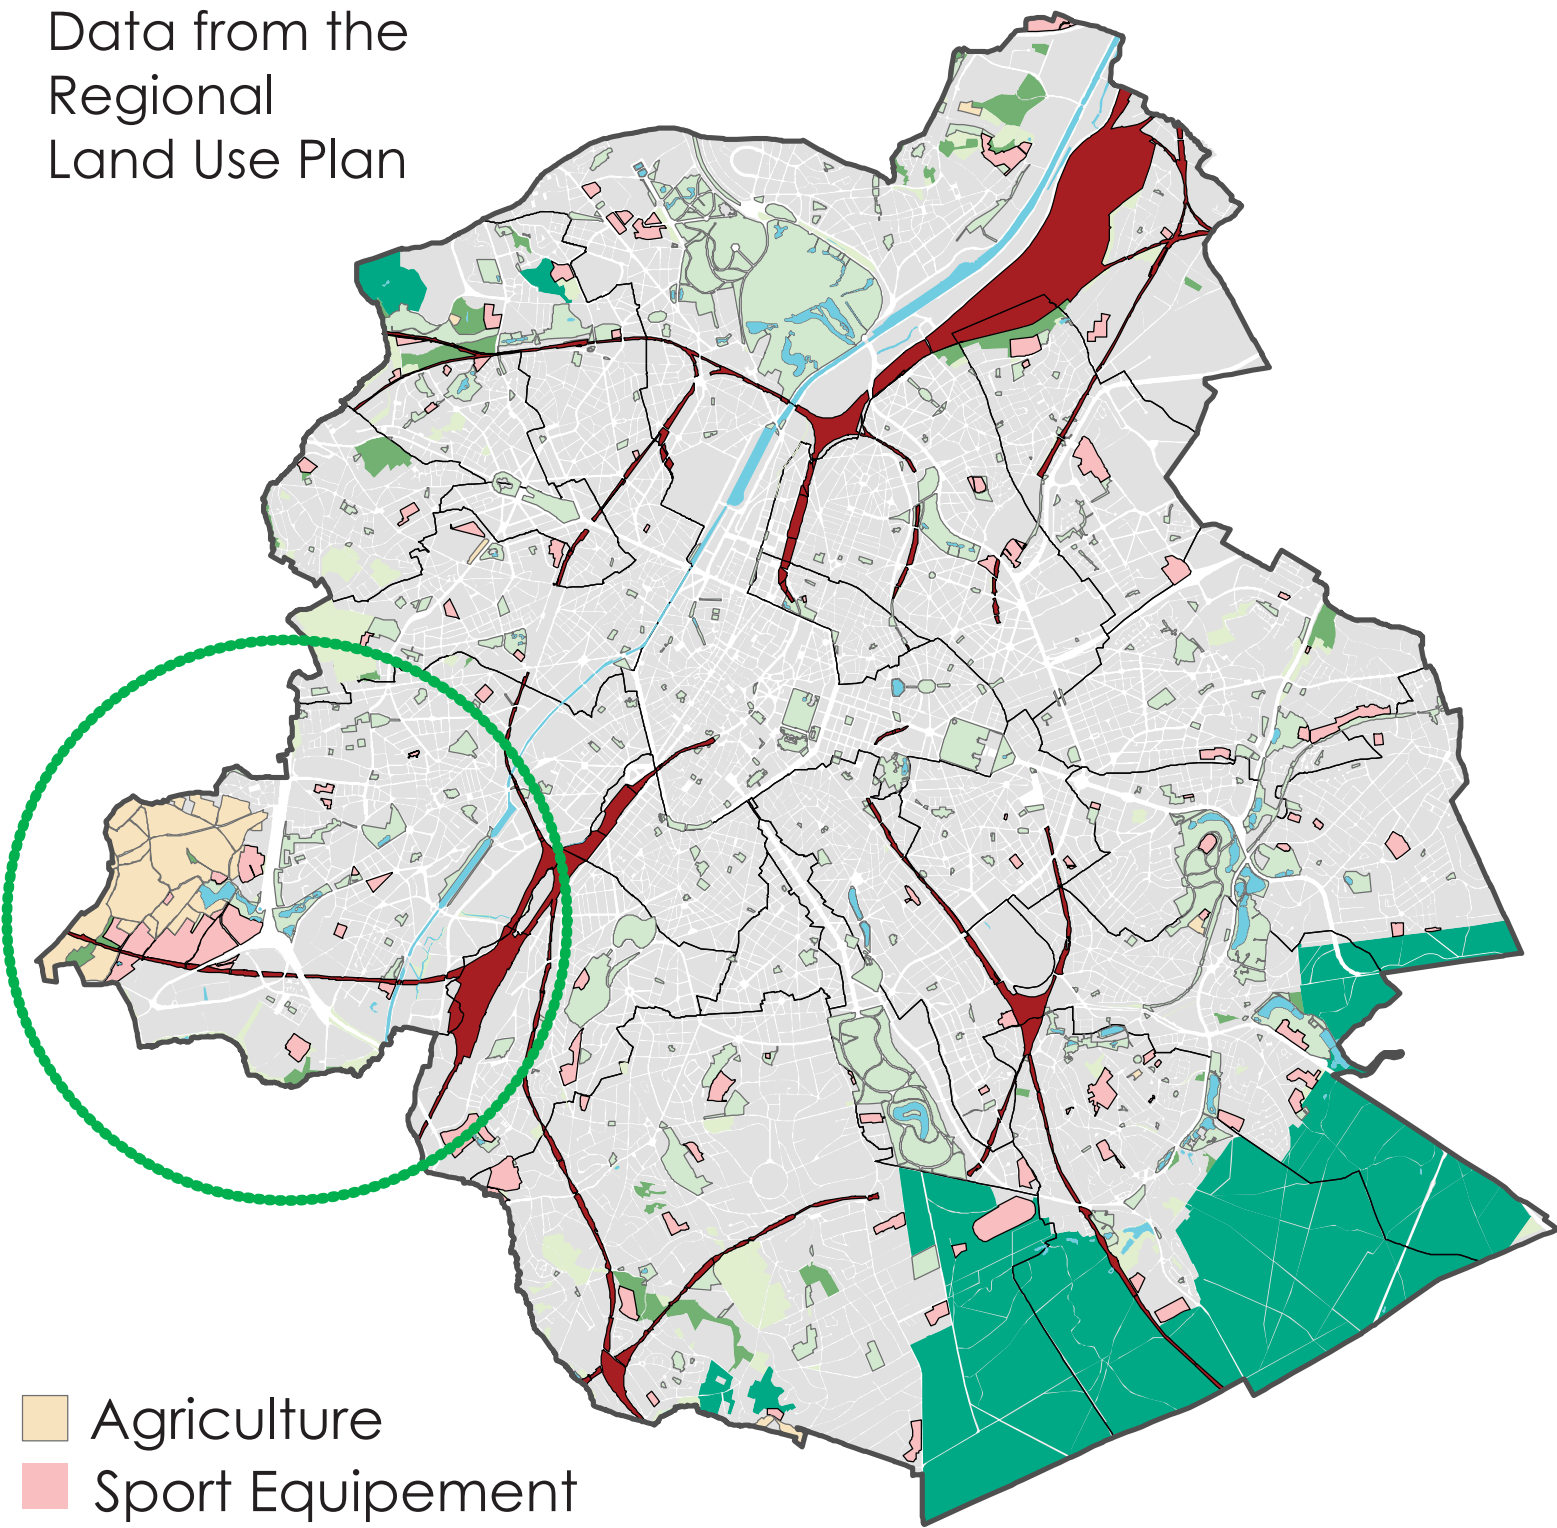 Data from the
Regional
Land Use Plan
Agriculture
Sport Equipement